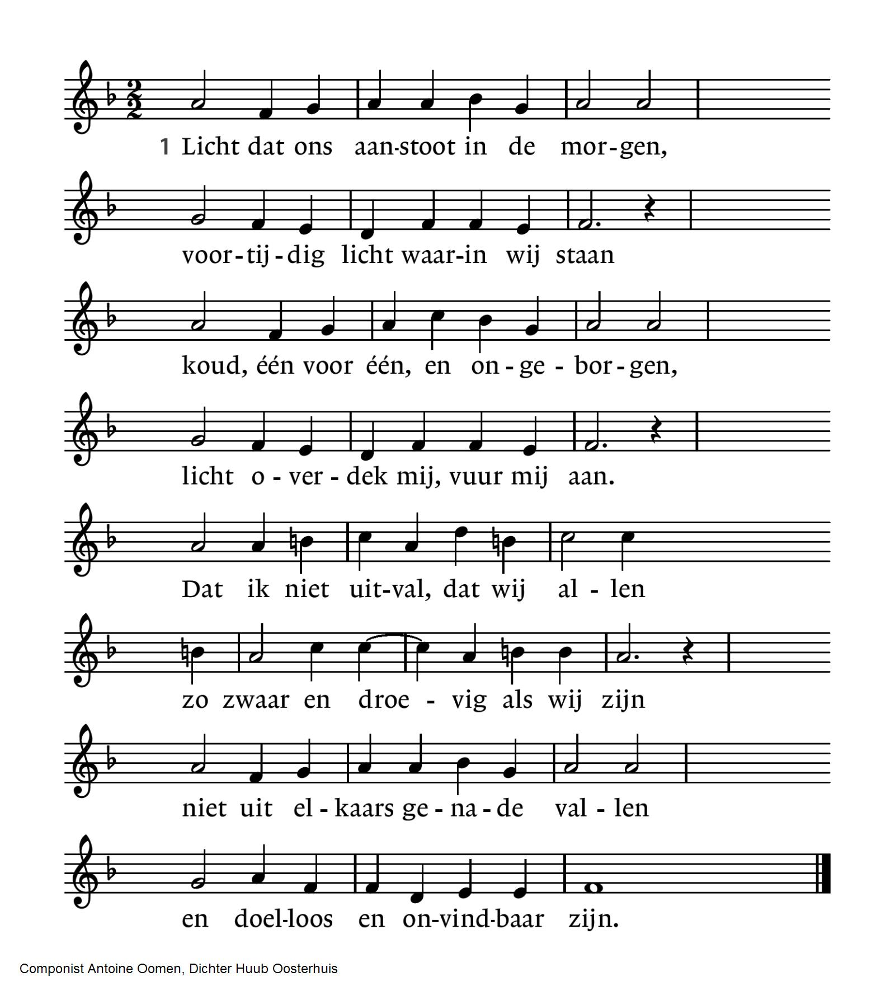 1 Licht dat ons aan-stoot in de mor-gen,
voor-tij-dig licht waar-in wij staan
koud, één voor één, en on-ge-bor-gen,
licht o-ver-dek mij, vuur mij aan.
Dat ik niet uit-val, dat wij al-len
zo zwaar en droe-vig als wij zijn
niet uit el-kaars ge-na-de val-len
en doel-loos en on-vind-baar zijn.
Componist Antoine Oomen, Dichter Huub Oosterhuis